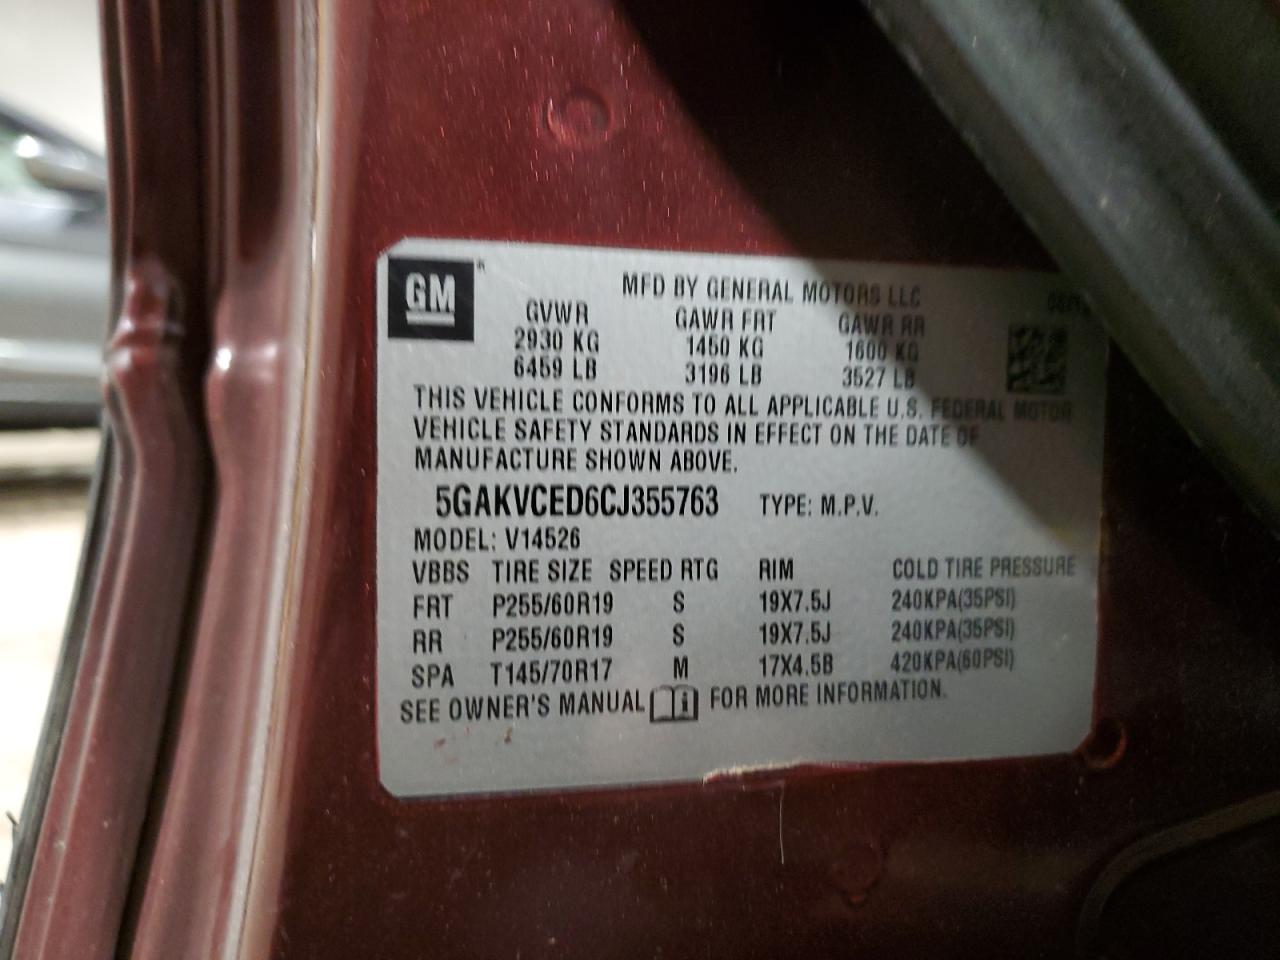 GM ®
MFD BY GENERAL MOTORS LLC
GVWR GAWR FRT GAWR RR
2930 KG 1450 KG 1600 KG
6459 LB 3196 LB 3527 LB
THIS VEHICLE CONFORMS TO ALL APPLICABLE U.S. FEDERAL MOTOR
VEHICLE SAFETY STANDARDS IN EFFECT ON THE DATE OF
MANUFACTURE SHOWN ABOVE.
5GAKVCED6CJ355763 TYPE: M.P.V.
MODEL: V14526
VBBS TIRE SIZE SPEED RTG RIM COLD TIRE PRESSURE
FRT P255/60R19 S 19X7.5J 240KPA(35PSI)
RR P255/60R19 S 19X7.5J 240KPA(35PSI)
SPA T145/70R17 M 17X4.5B 420KPA(60PSI)
SEE OWNER'S MANUAL FOR MORE INFORMATION.